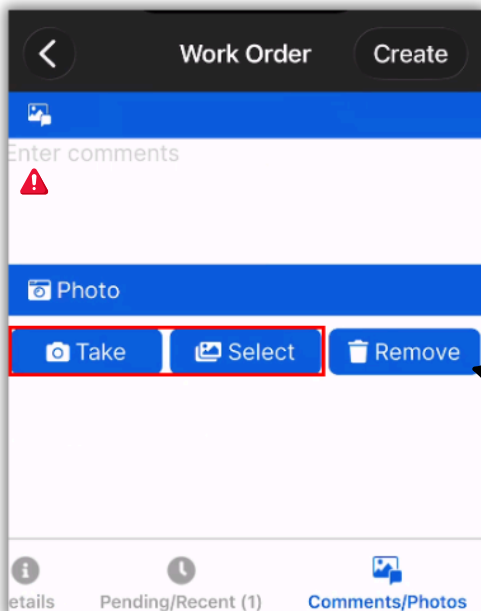 Work Order
Create
Enter comments
Photo
Take
Select
Remove
etails
Pending/Recent (1)
Comments/Photos